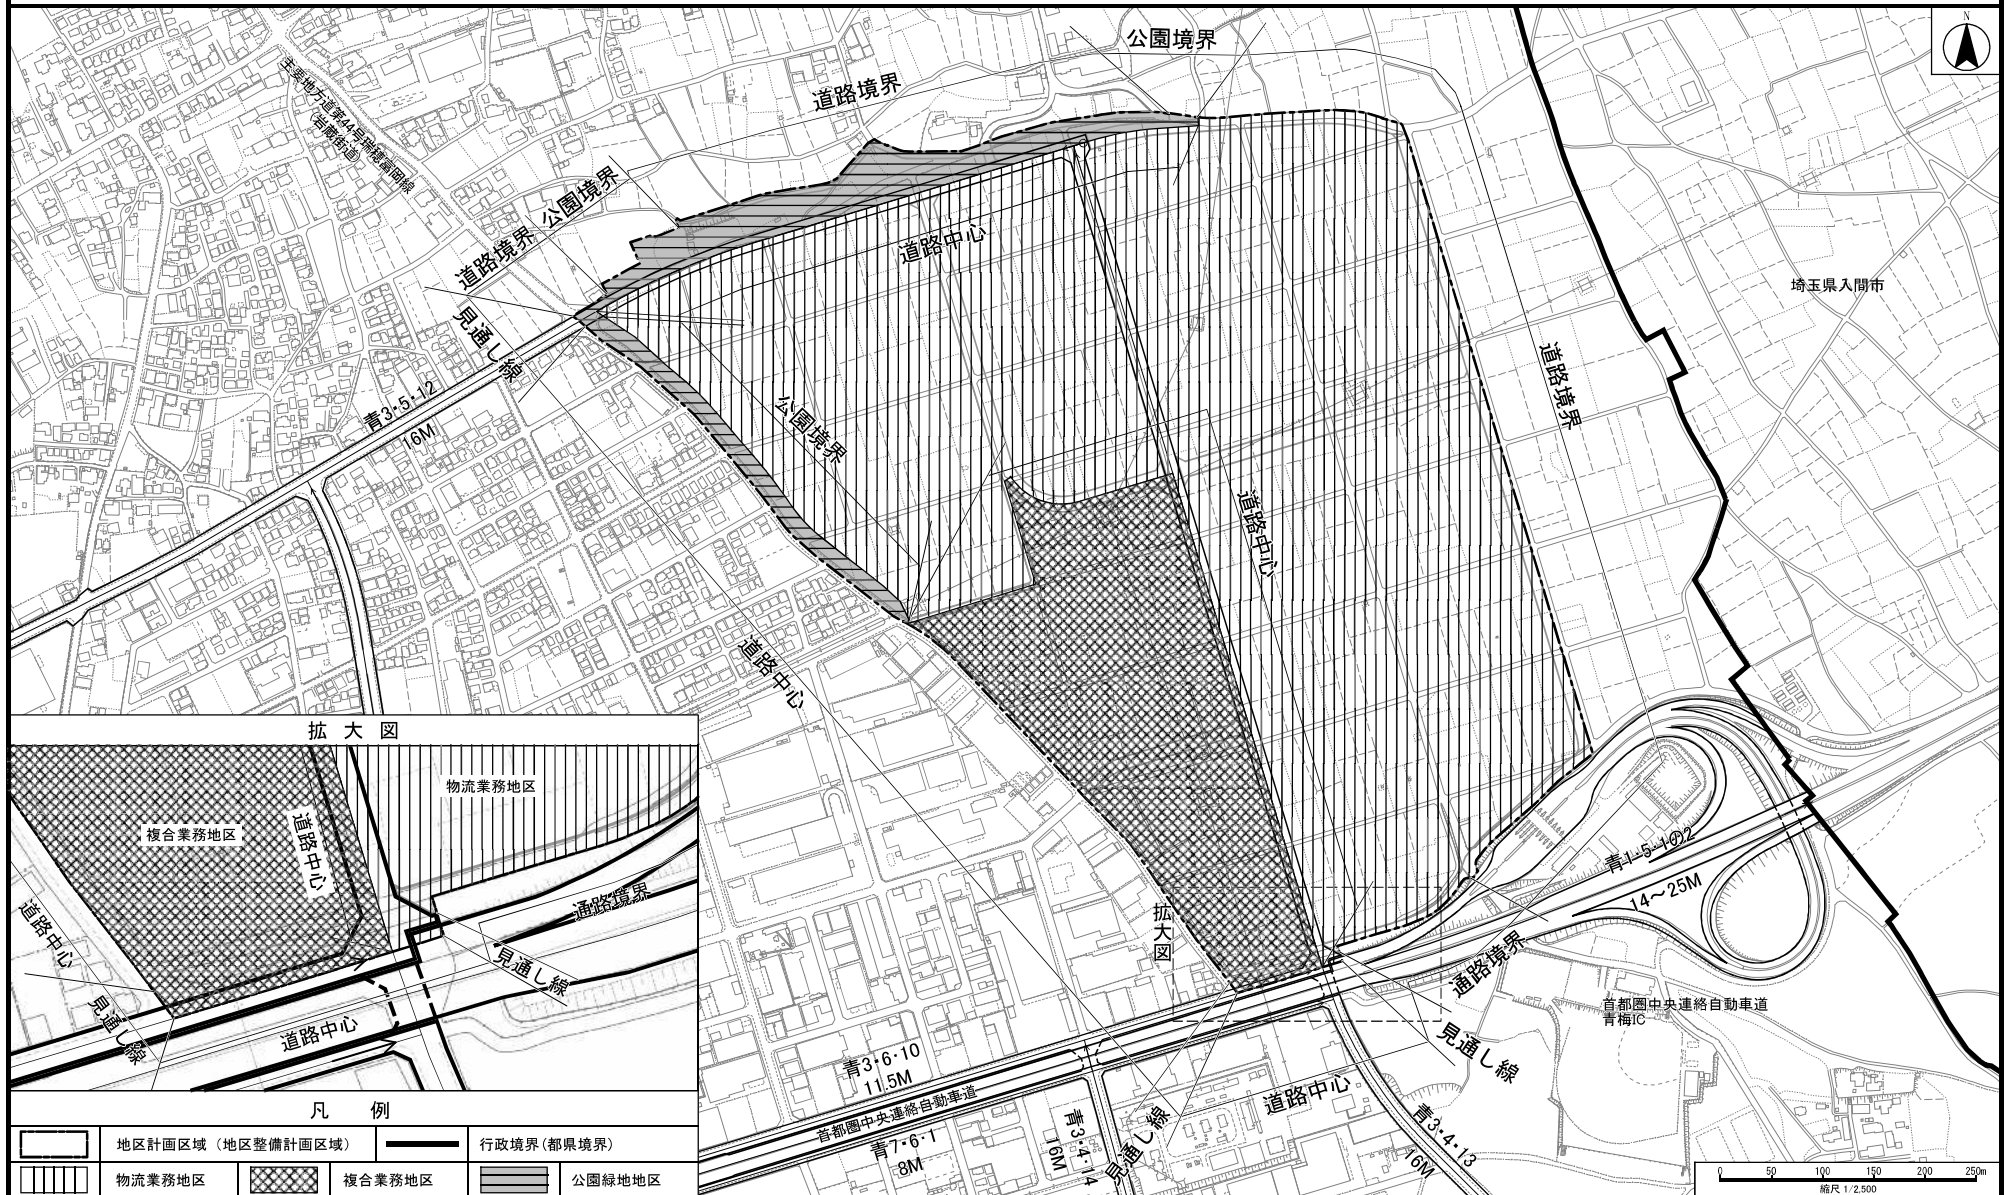 N
公園境界
道路境界
主要地方道第44号瑞穂富岡線
（岩蔵街道）
公園境界
道路境界
道路中心
埼玉県入間市
見通し線
道路境界
青3・5・12
16M
公園境界
道路中心
道路中心
拡大図
物流業務地区
複合業務地区
道路中心
通路境界
道路中心
見通し線
見通し線
道路中心
青1・5・1の2
14～25M
拡大図
通路境界
首都圏中央連絡自動車道
青梅IC
見通し線
青3・6・10
11.5M
道路中心
首都圏中央連絡自動車道
青7・6・1
8M
青3・4・14
16M
見通し線
青3・4・13
16M
凡例
地区計画区域（地区整備計画区域）
行政境界(都県境界)
物流業務地区
複合業務地区
公園緑地地区
0 50 100 150 200 250m
縮尺 1/2,500